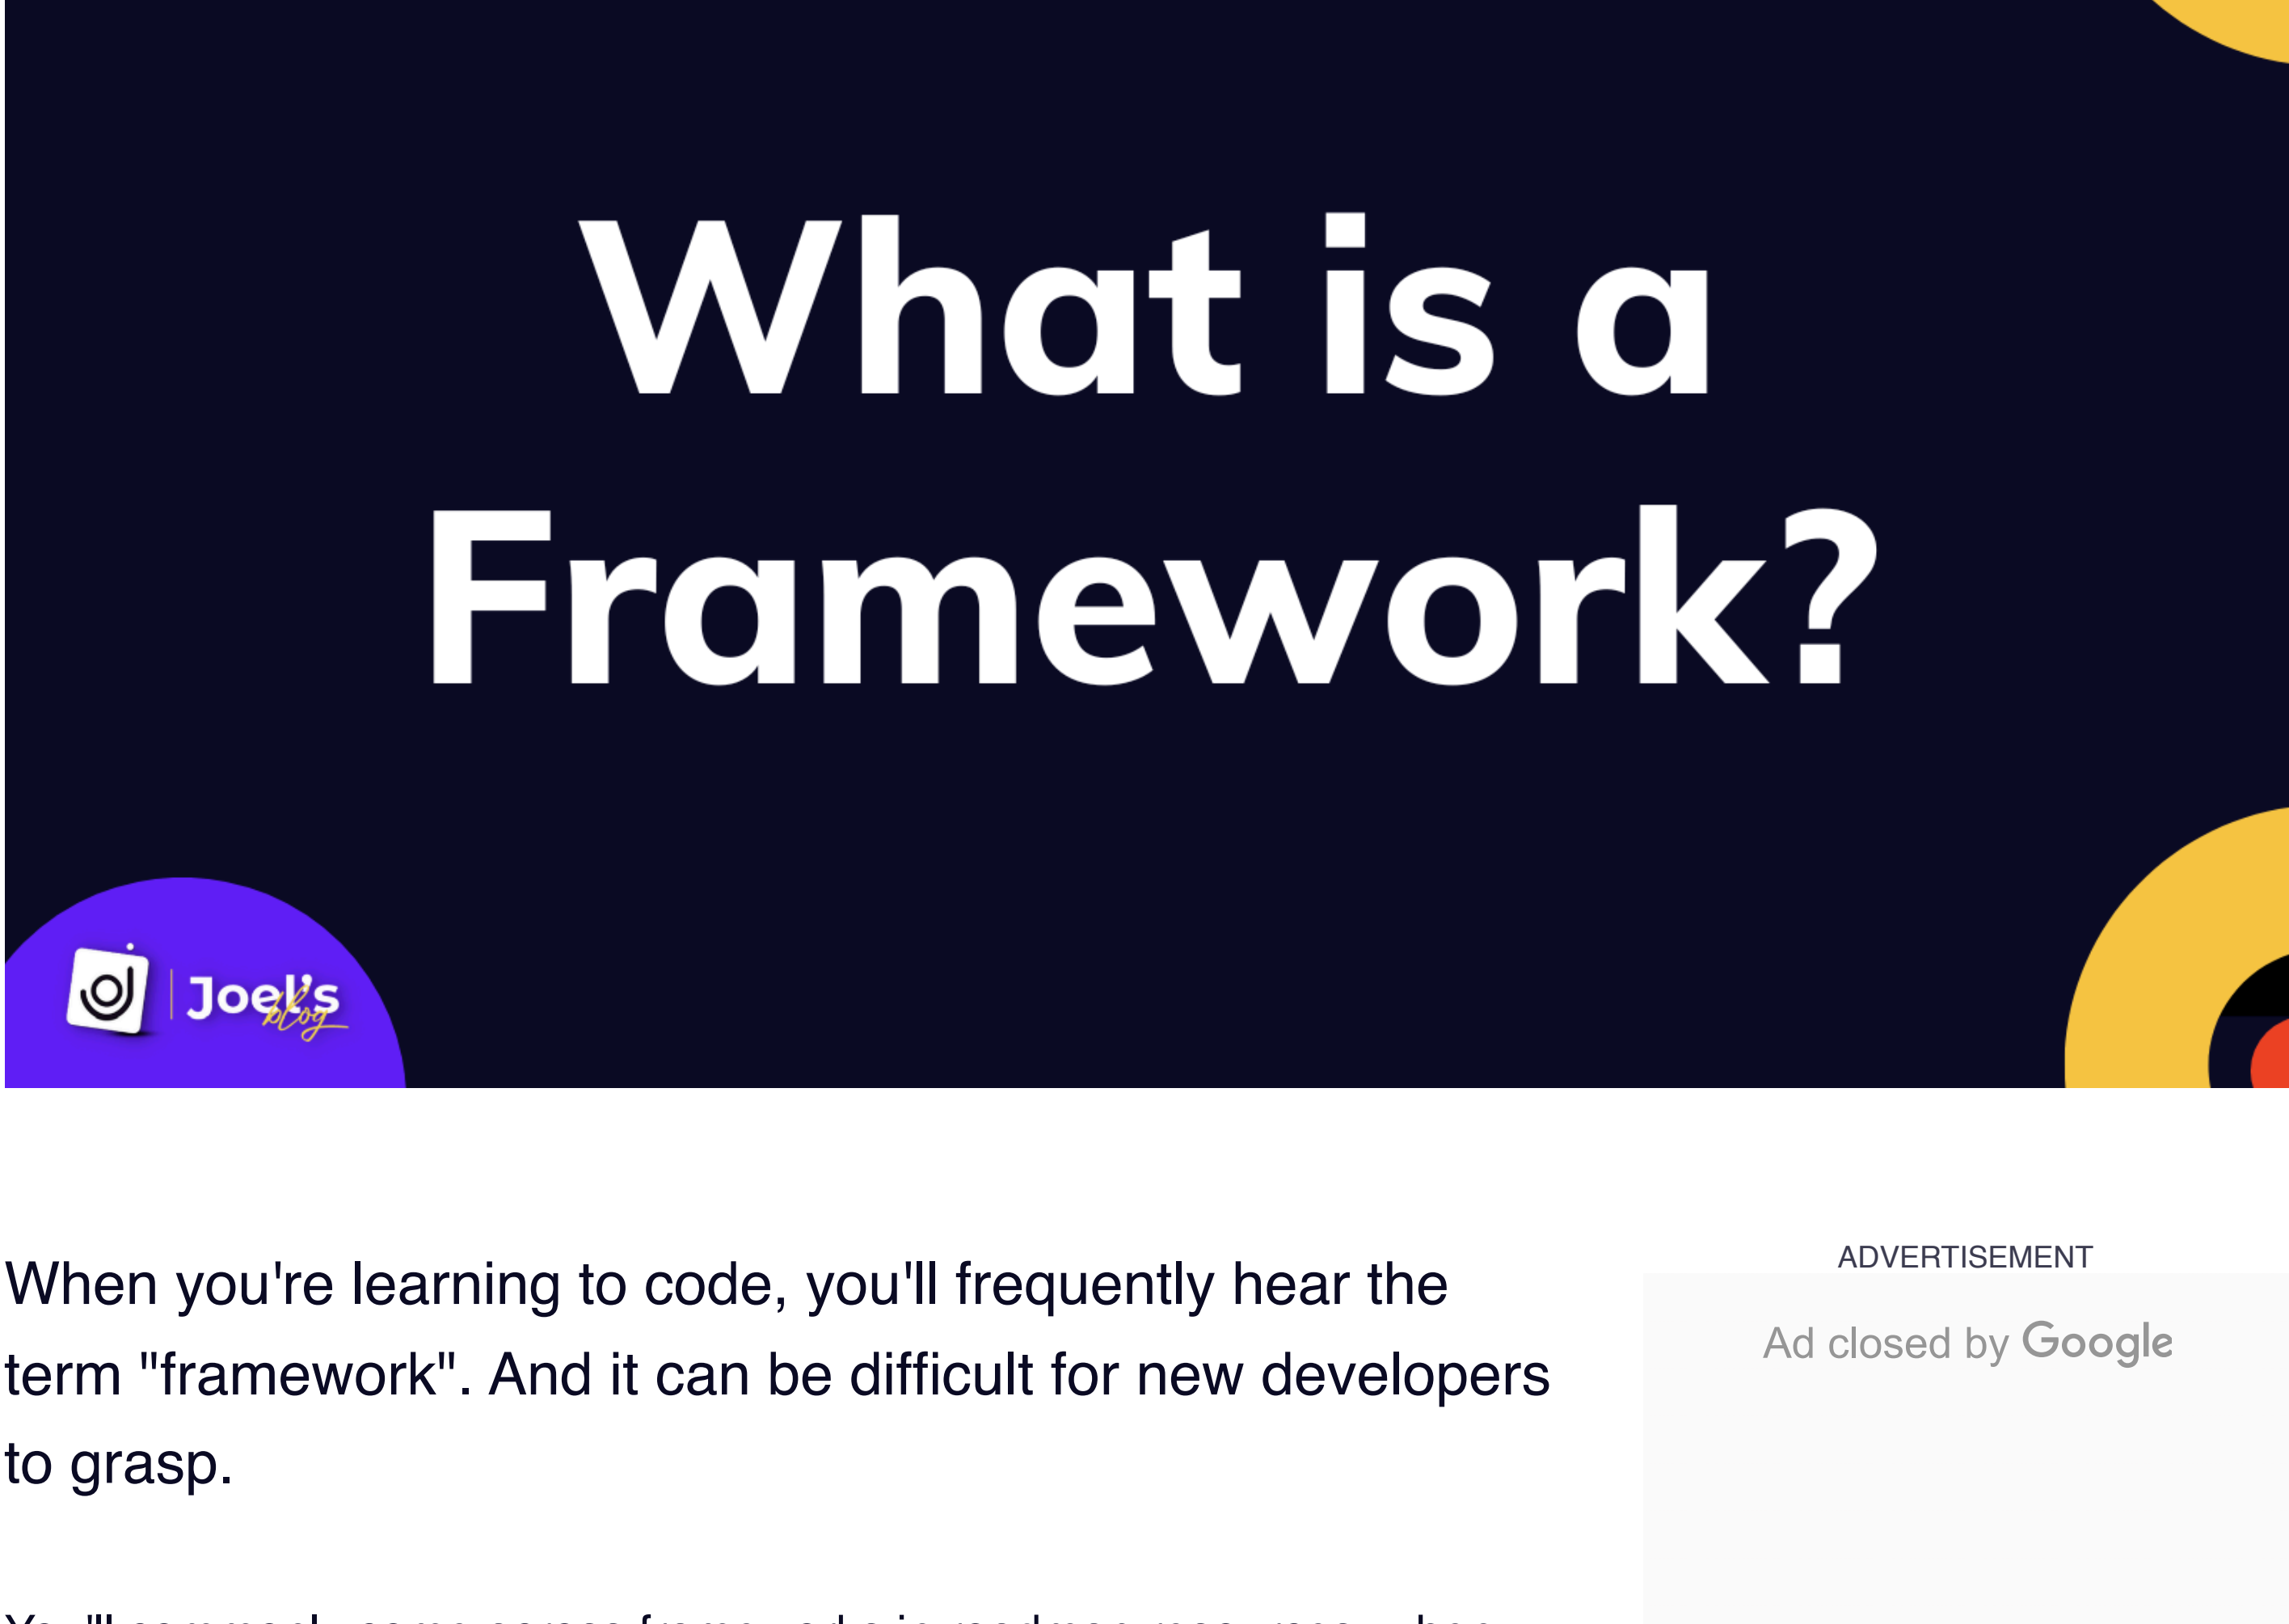 What is a
Framework?
Joel's
blog
When you're learning to code, you'll frequently hear the
term "framework". And it can be difficult for new developers
to grasp.
ADVERTISEMENT
Ad closed by Google